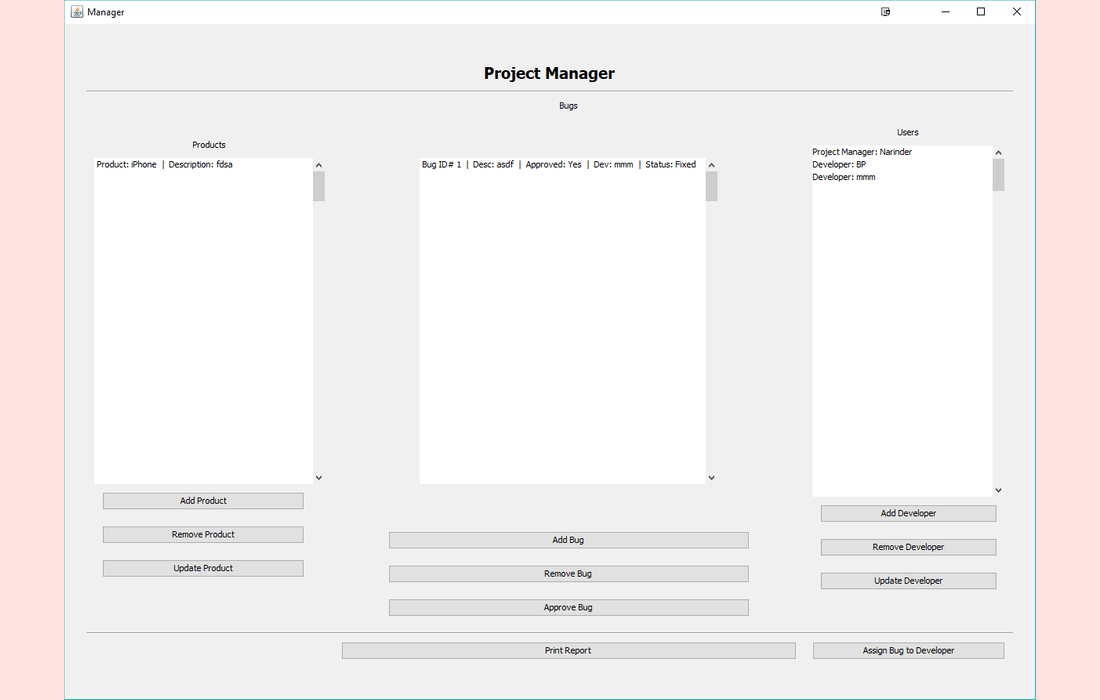 Manager
Project Manager
Bugs
Users
Products
Product: iPhone | Description: fdsa
Bug ID# 1 | Desc: asdf | Approved: Yes | Dev: mmm | Status: Fixed
Project Manager: Narinder
Developer: BP
Developer: mmm
Add Product
Remove Product
Update Product
Add Bug
Remove Bug
Approve Bug
Add Developer
Remove Developer
Update Developer
Print Report
Assign Bug to Developer